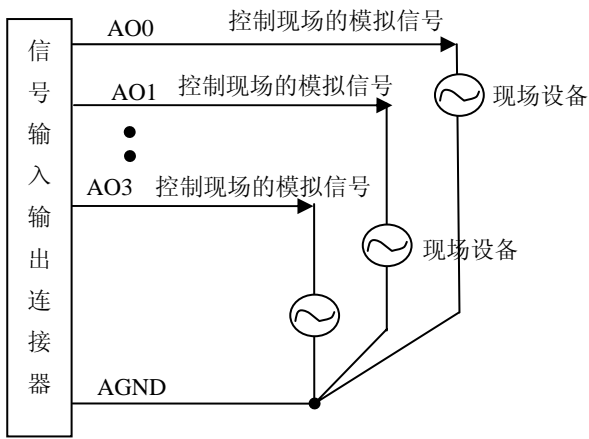 信号输入输出连接器
AO0 控制现场的模拟信号
现场设备
AO1 控制现场的模拟信号
AO3 控制现场的模拟信号
现场设备
AGND